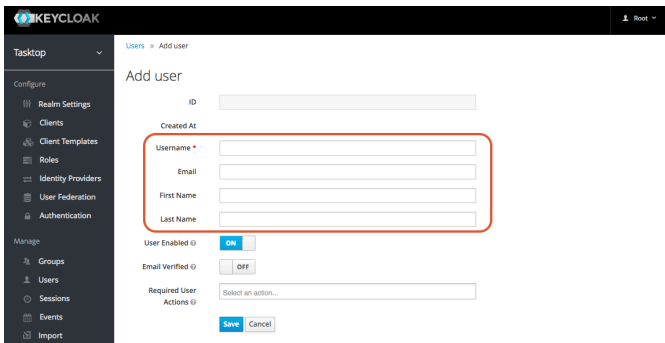 KEYCLOAK
Root
Tasktop
Users » Add user
Add user
Configure
Realm Settings
Clients
Client Templates
Roles
Identity Providers
User Federation
Authentication
Manage
Groups
Users
Sessions
Events
Import
ID
Created At
Username *
Email
First Name
Last Name
User Enabled
ON
Email Verified
OFF
Required User
Actions
Select an action...
Save Cancel